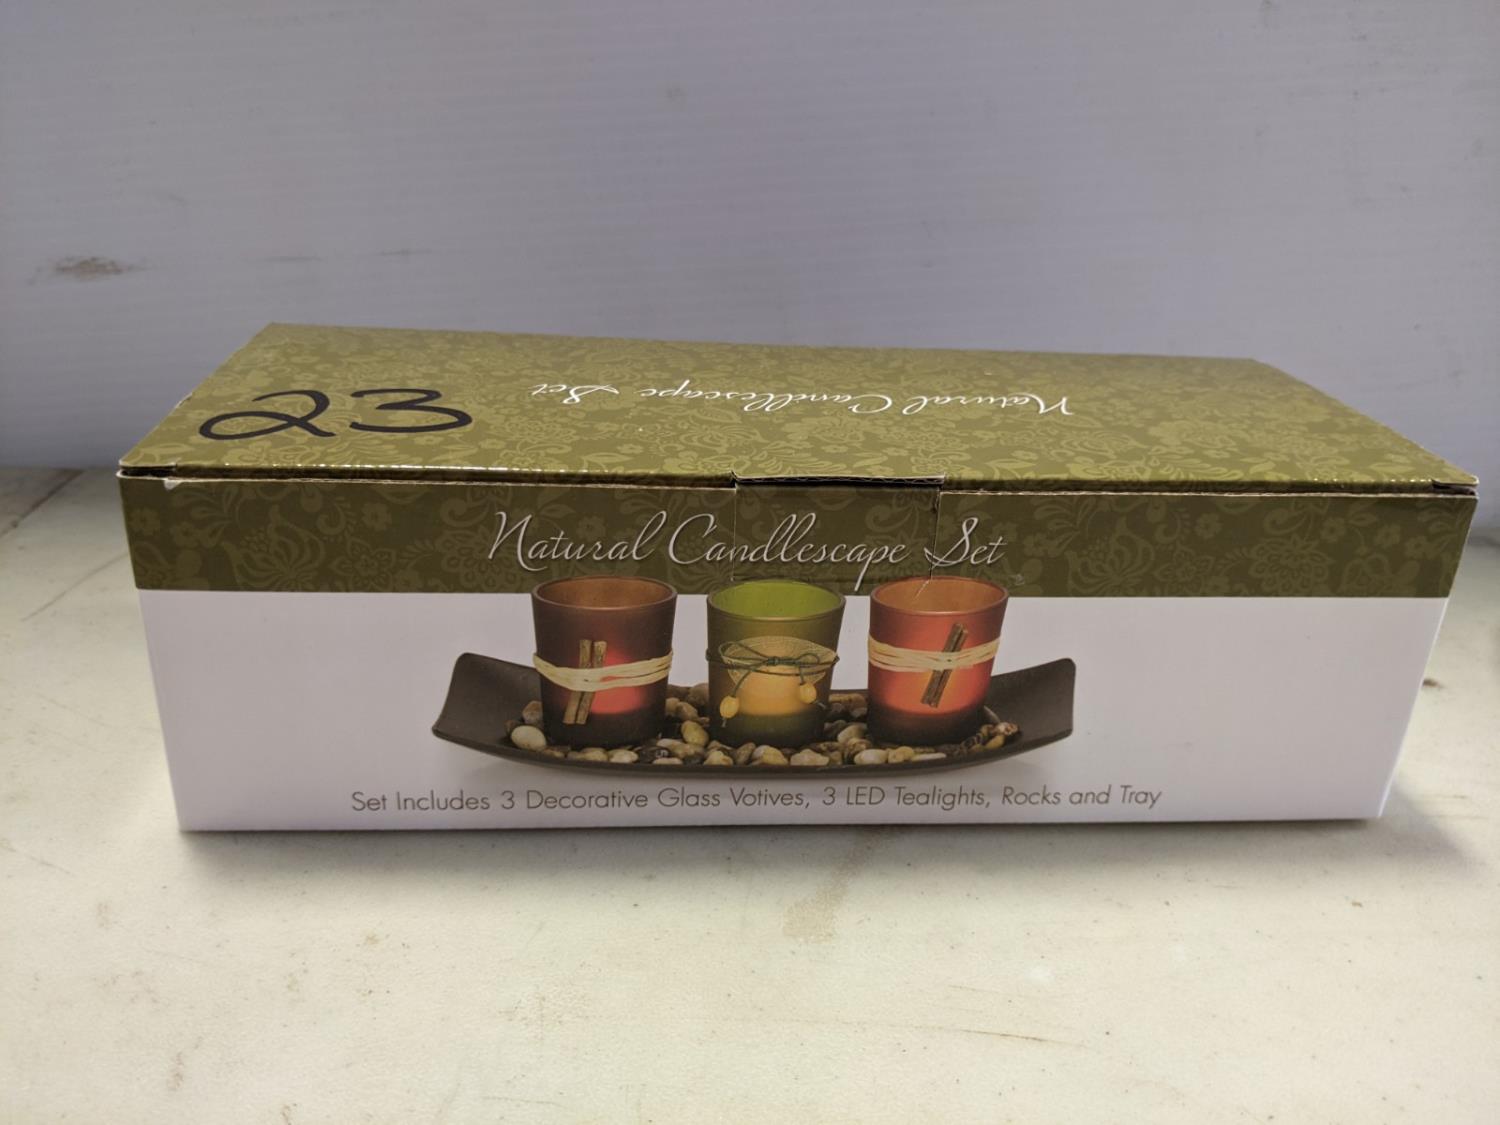 23
Natural Candlescape Set
Natural Candlescape Set
Set Includes 3 Decorative Glass Votives, 3 LED Tealights, Rocks and Tray